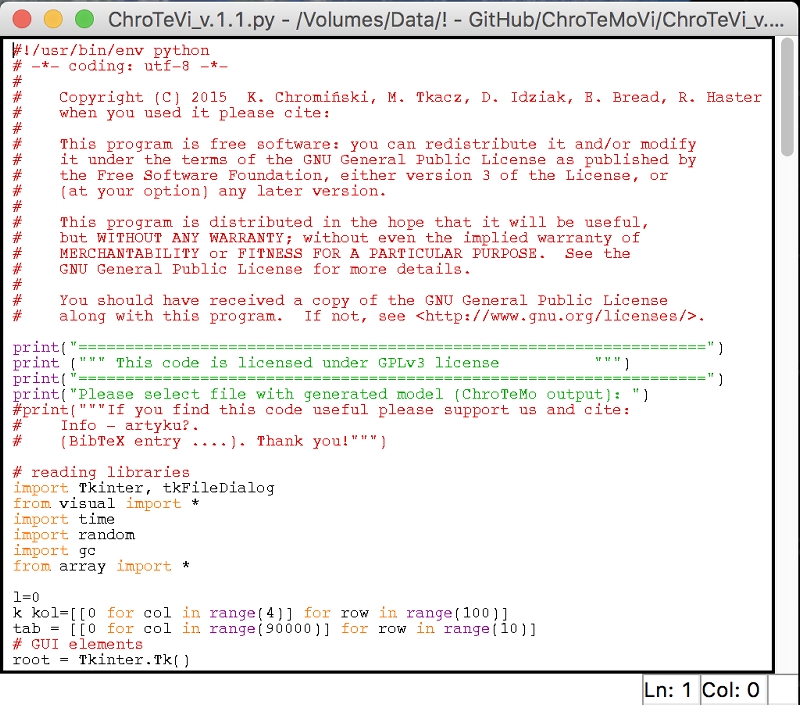 ChroTeVi_v.1.1.py - /Volumes/Data/! - GitHub/ChroTeMoVi/ChroTeVi_v....
#!/usr/bin/env python
# -*- coding: utf-8 -*-
#
#    Copyright (C) 2015  K. Chromiński, M. Tkacz, D. Idziak, E. Bread, R. Haster
#    when you used it please cite:
#
#    This program is free software: you can redistribute it and/or modify
#    it under the terms of the GNU General Public License as published by
#    the Free Software Foundation, either version 3 of the License, or
#    (at your option) any later version.
#
#    This program is distributed in the hope that it will be useful,
#    but WITHOUT ANY WARRANTY; without even the implied warranty of
#    MERCHANTABILITY or FITNESS FOR A PARTICULAR PURPOSE.  See the
#    GNU General Public License for more details.
#
#    You should have received a copy of the GNU General Public License
#    along with this program.  If not, see <http://www.gnu.org/licenses/>.
print("===================================================================")
print (""" This code is licensed under GPLv3 license          """)
print("===================================================================")
print("Please select file with generated model (ChroTeMo output): ")
#print("""If you find this code useful please support us and cite:
#    Info - artyku?.
#    (BibTeX entry ....). Thank you!""")
# reading libraries
import Tkinter, tkFileDialog
from visual import *
import time
import random
import gc
from array import *
l=0
k kol=[[0 for col in range(4)] for row in range(100)]
tab = [[0 for col in range(90000)] for row in range(10)]
# GUI elements
root = Tkinter.Tk()
Ln: 1 Col: 0